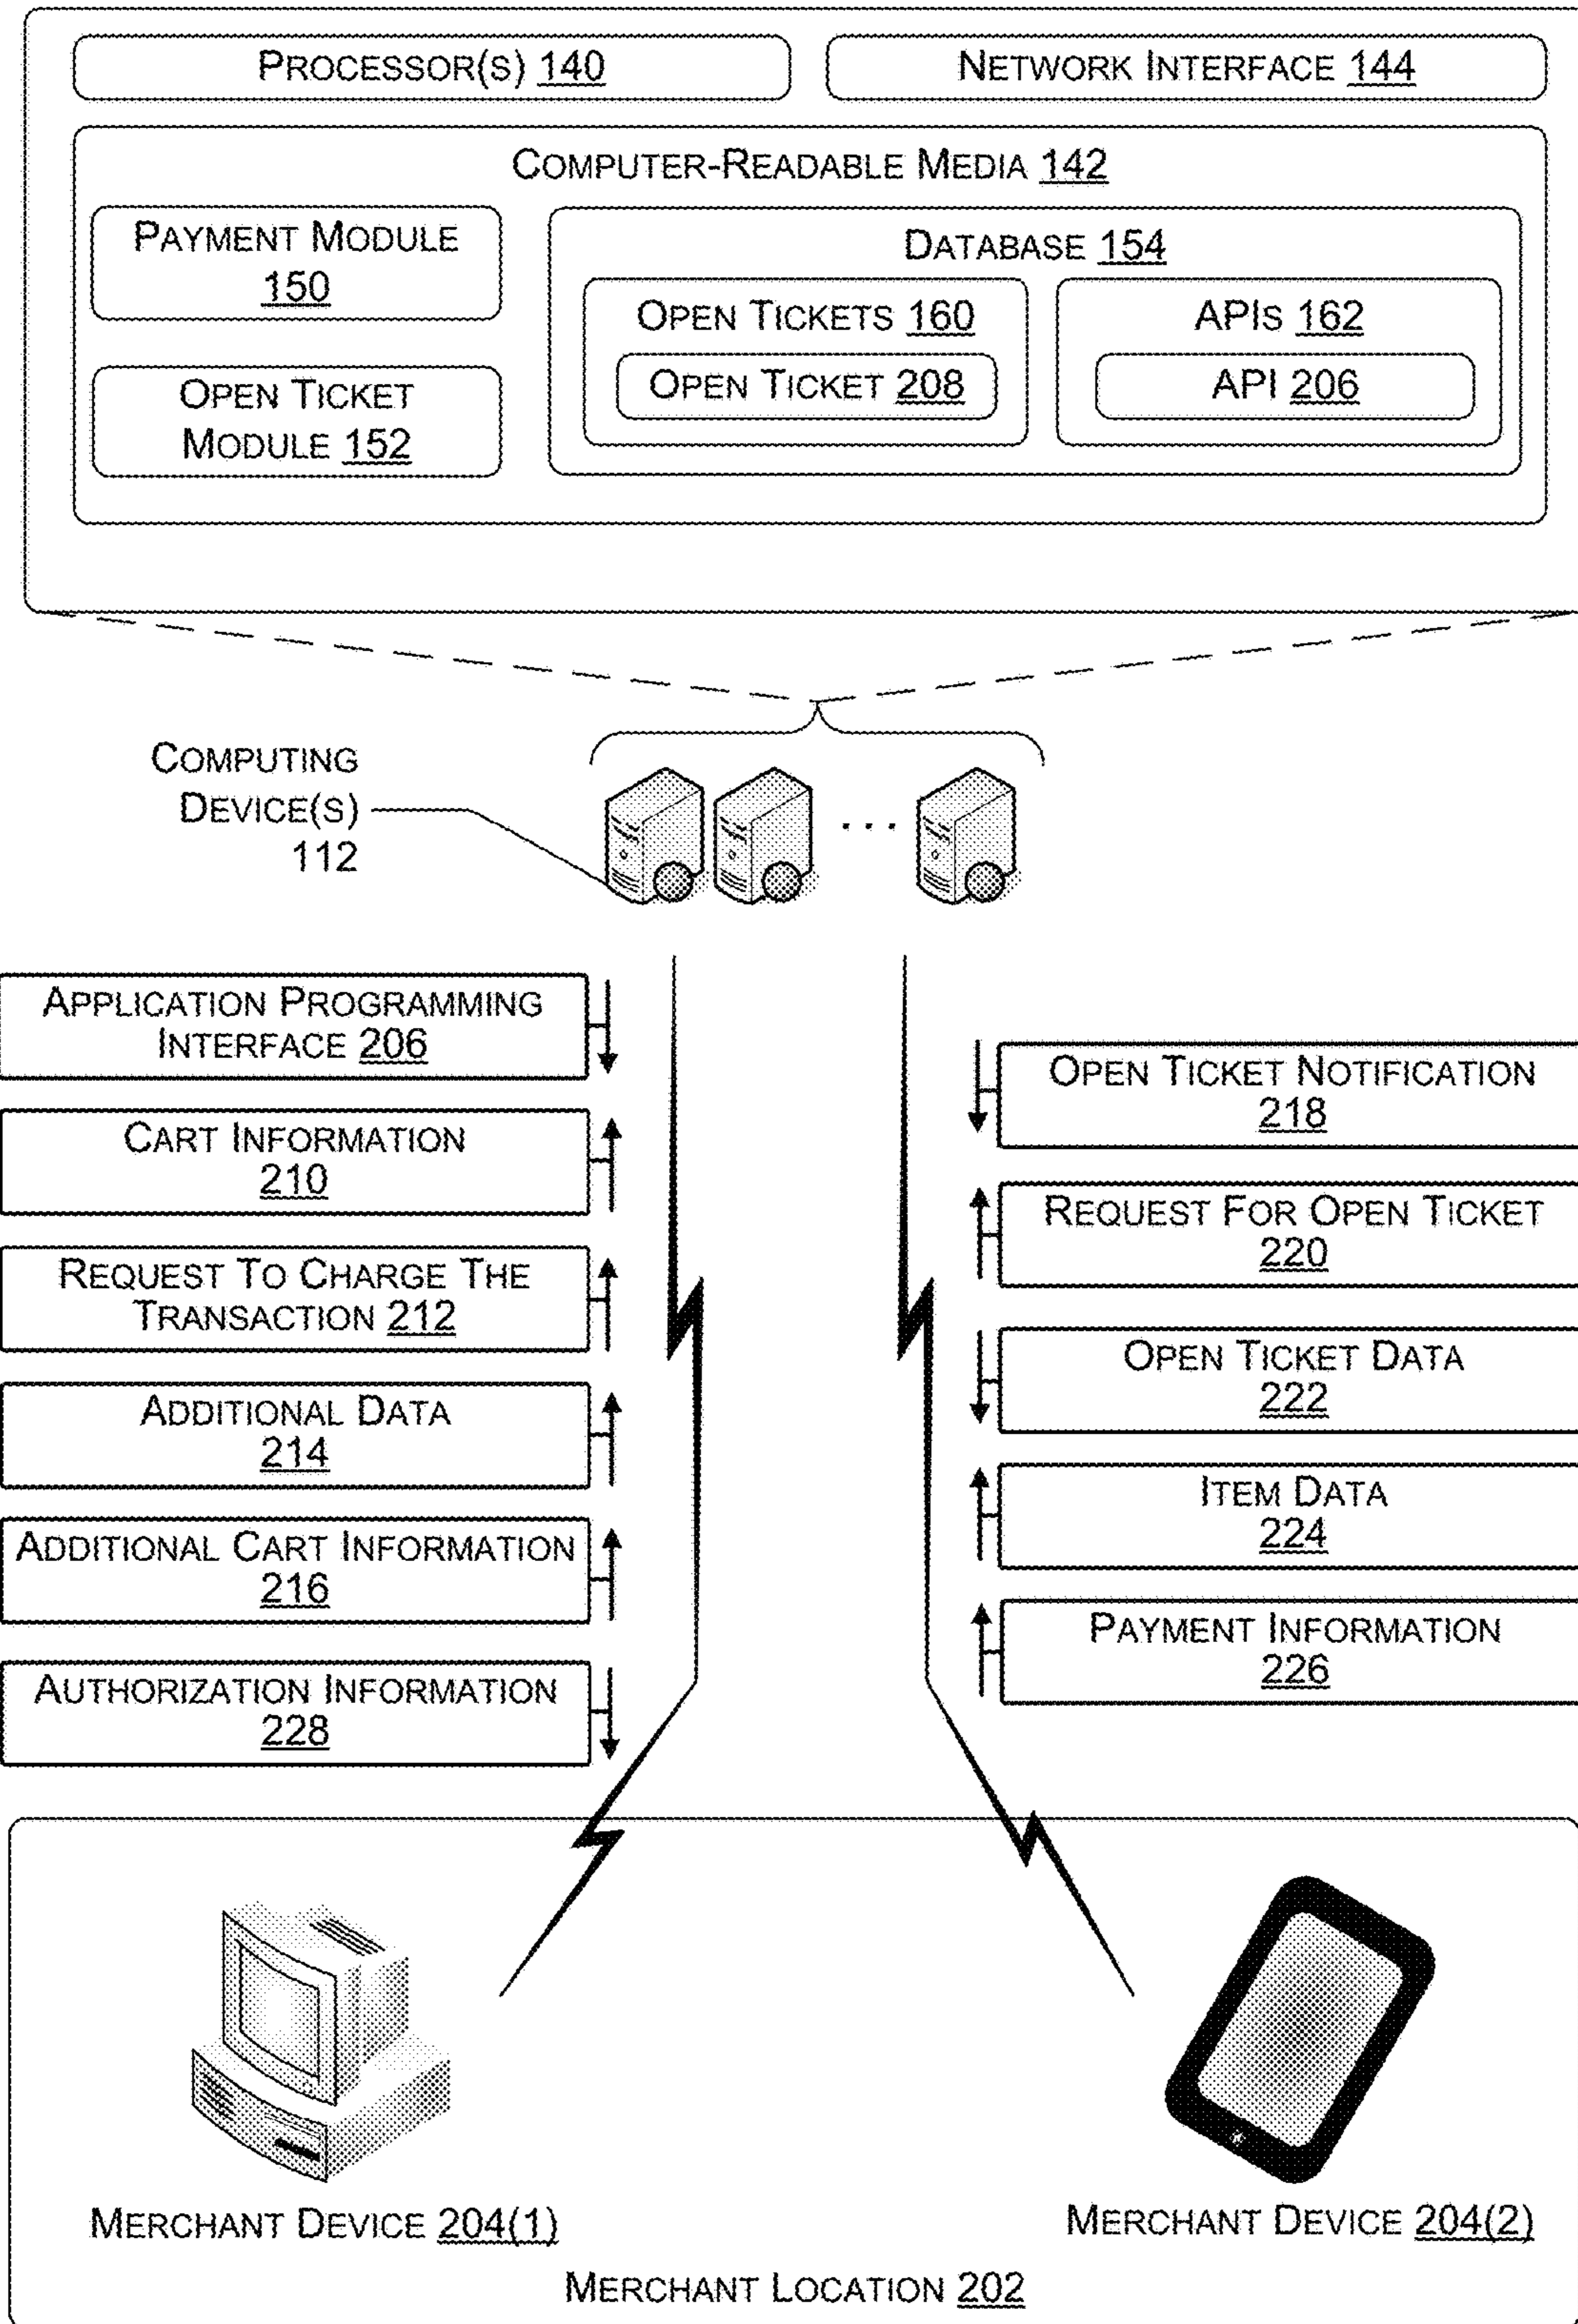 PROCESSOR(S) 140
NETWORK INTERFACE 144
COMPUTER-READABLE MEDIA 142
PAYMENT MODULE
150
OPEN TICKET
MODULE 152
DATABASE 154
OPEN TICKETS 160
OPEN TICKET 208
APIS 162
API 206
COMPUTING
DEVICE(S)
112
APPLICATION PROGRAMMING
INTERFACE 206
CART INFORMATION
210
REQUEST TO CHARGE THE
TRANSACTION 212
ADDITIONAL DATA
214
ADDITIONAL CART INFORMATION
216
AUTHORIZATION INFORMATION
228
OPEN TICKET NOTIFICATION
218
REQUEST FOR OPEN TICKET
220
OPEN TICKET DATA
222
ITEM DATA
224
PAYMENT INFORMATION
226
MERCHANT DEVICE 204(1)
MERCHANT DEVICE 204(2)
MERCHANT LOCATION 202